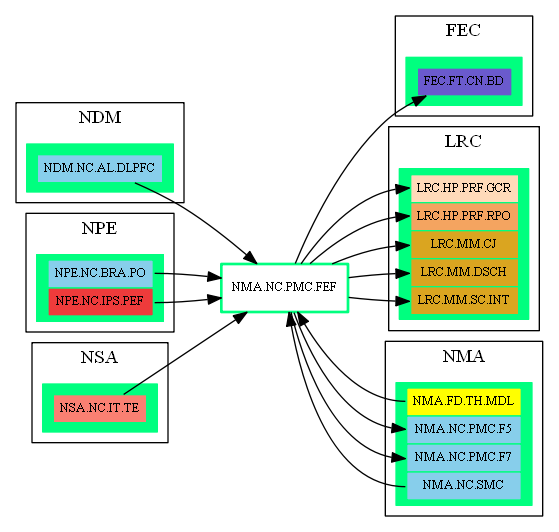 FEC
FEC.FT.CN.BD
NDM
NDM.NC.AL.DLPFC
LRC
LRC.HP.PRF.GCR
LRC.HP.PRF.RPO
LRC.MM.CJ
LRC.MM.DSCH
LRC.MM.SC.INT
NPE
NPE.NC.BRA.PO
NPE.NC.IPS.PEF
NMA.NC.PMC.FEF
NSA
NSA.NC.IT.TE
NMA
NMA.FD.TH.MDL
NMA.NC.PMC.F5
NMA.NC.PMC.F7
NMA.NC.SMC